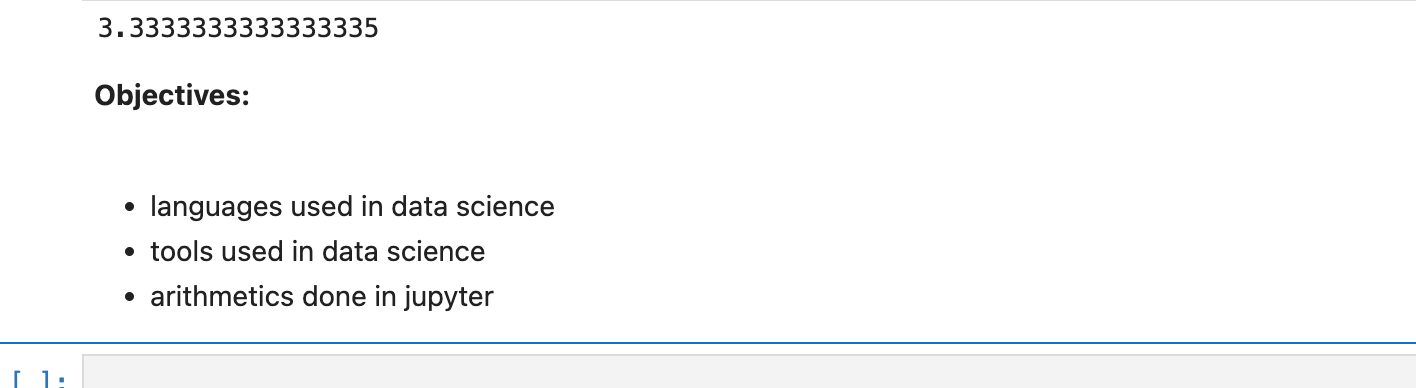 3.3333333333333335
Objectives:
• languages used in data science
• tools used in data science
• arithmetics done in jupyter
[ ]: